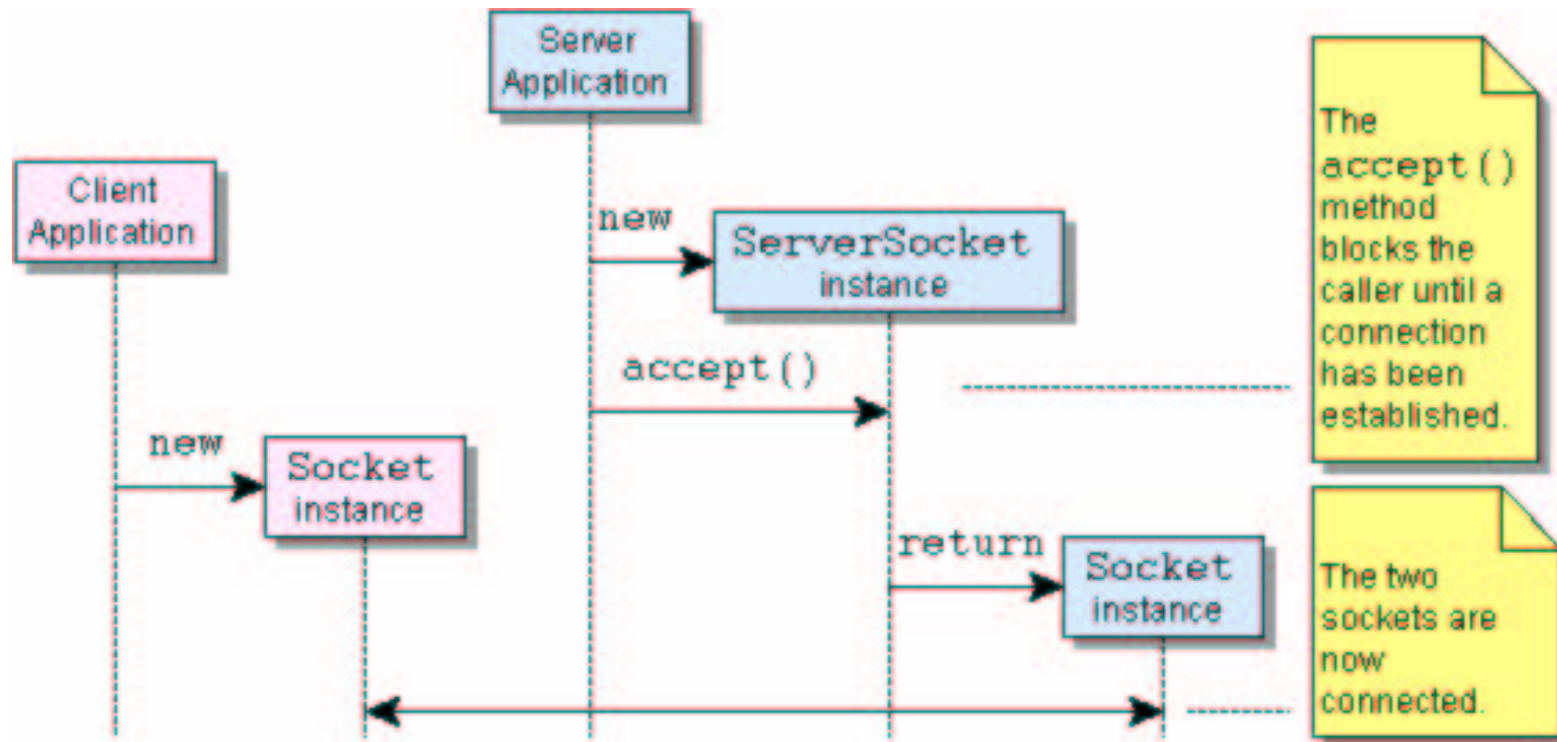 Server
Application
Client
Application
new
ServerSocket
instance
accept()
new
Socket
instance
return
Socket
instance
The
accept()
method
blocks the
caller until a
connection
has been
established.
The two
sockets are
now
connected.